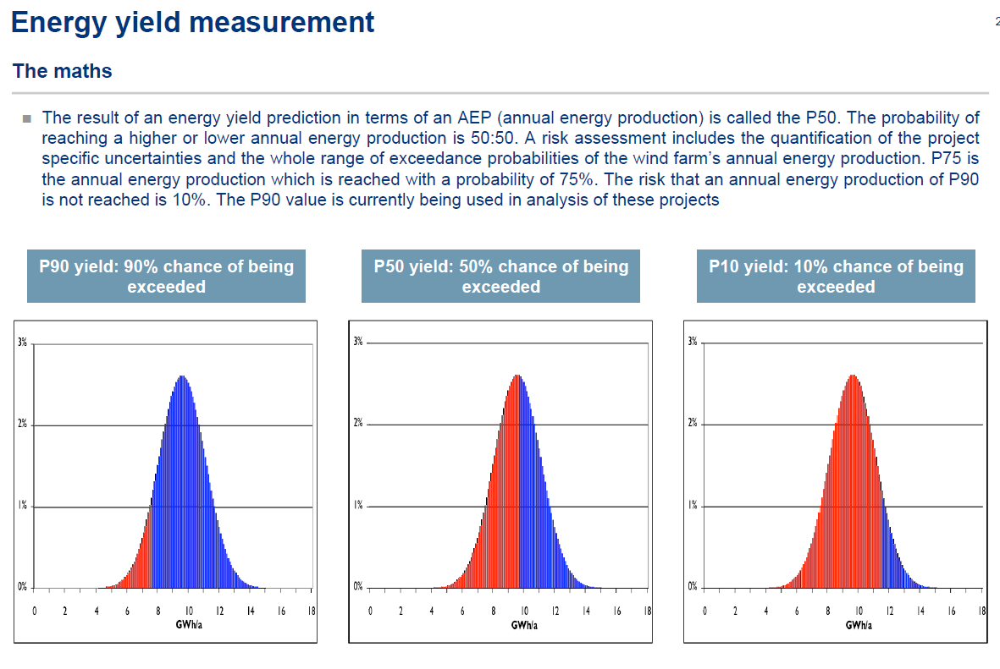 Energy yield measurement
2
The maths
The result of an energy yield prediction in terms of an AEP (annual energy production) is called the P50. The probability of
reaching a higher or lower annual energy production is 50:50. A risk assessment includes the quantification of the project
specific uncertainties and the whole range of exceedance probabilities of the wind farm's annual energy production. P75 is
the annual energy production which is reached with a probability of 75%. The risk that an annual energy production of P90
is not reached is 10%. The P90 value is currently being used in analysis of these projects
P90 yield: 90% chance of being
exceeded
3%
2%
1%
0%
0 2 4 6 8 10 12 14 16 18
GWh/a
P50 yield: 50% chance of being
exceeded
3%
2%
1%
0%
0 2 4 6 8 10 12 14 16 18
GWh/a
P10 yield: 10% chance of being
exceeded
3%
2%
1%
0%
0 2 4 6 8 10 12 14 16 18
GWh/a